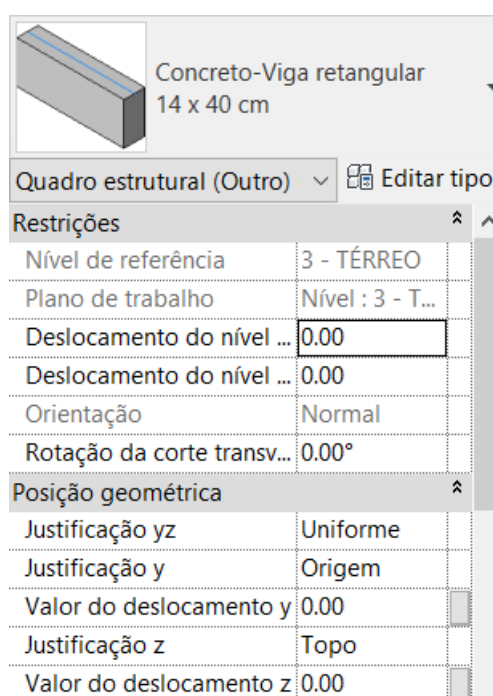 Concreto-Viga retangular
14 x 40 cm
Quadro estrutural (Outro) Editar tipo
Restrições
Nível de referência 3 - TÉRREO
Plano de trabalho Nível : 3 - T...
Deslocamento do nível ... 0.00
Deslocamento do nível ... 0.00
Orientação Normal
Rotação da corte transv... 0.00°
Posição geométrica
Justificação yz Uniforme
Justificação y Origem
Valor do deslocamento y 0.00
Justificação z Topo
Valor do deslocamento z 0.00